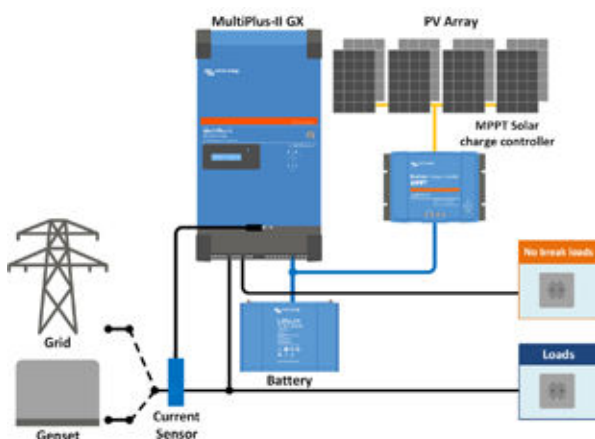 MultiPlus-II GX
PV Array
MPPT Solar
charge controller
No break loads
Grid
Loads
Battery
Genset
Current
Sensor